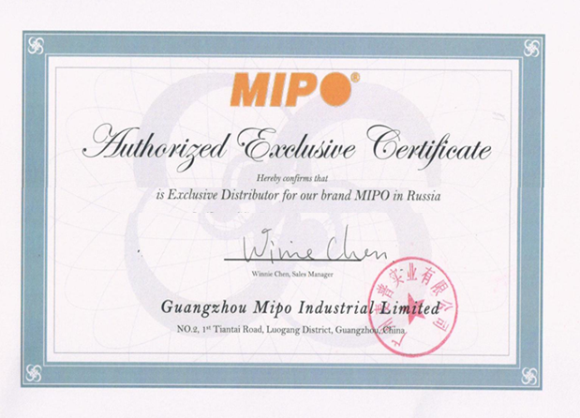 MIPO®
Authorized Exclusive Certificate
Hereby confirms that
is Exclusive Distributor for our brand MIPO in Russia
Winnie Chen
Winnie Chen, Sales Manager
Guangzhou Mipo Industrial Limited
NO.2, 1st Tiantai Road, Luogang District, Guangzhou,China.
实业有限公司